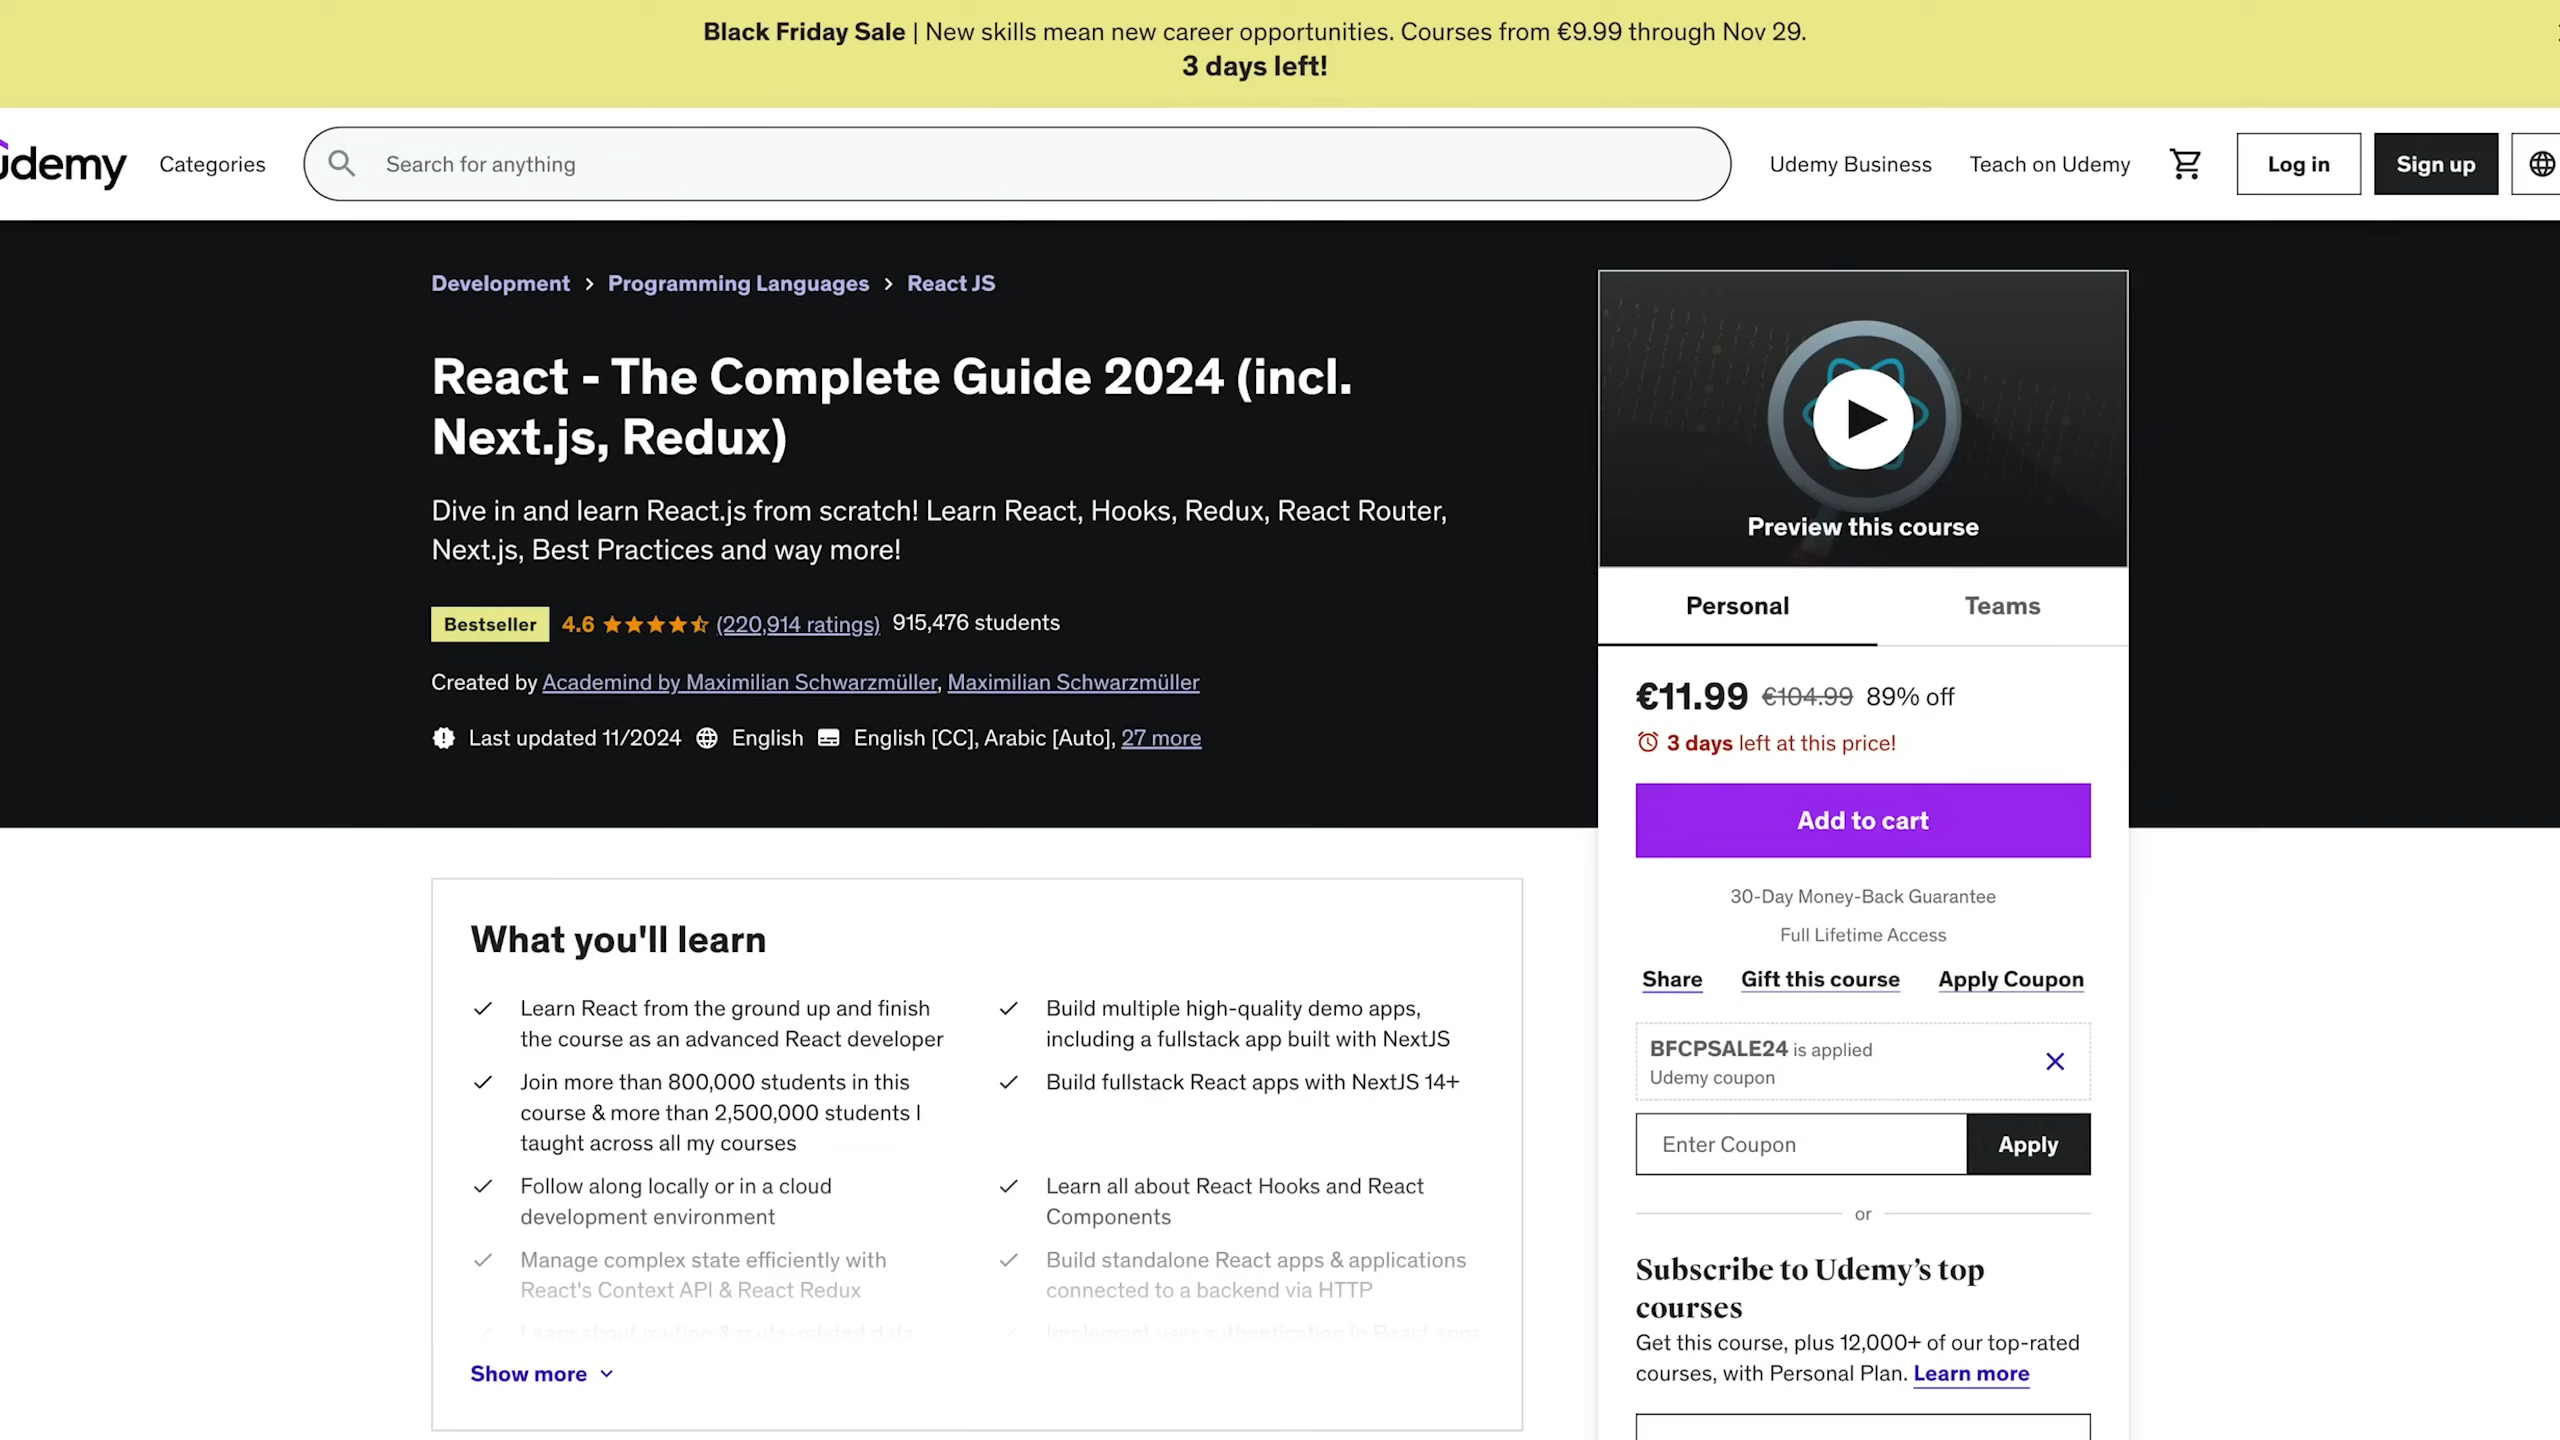 Black Friday Sale | New skills mean new career opportunities. Courses from €9.99 through Nov 29.
3 days left!
udemy
Categories
Search for anything
Udemy Business
Teach on Udemy
Log in
Sign up
Development > Programming Languages > React JS
React - The Complete Guide 2024 (incl.
Next.js, Redux)
Dive in and learn React.js from scratch! Learn React, Hooks, Redux, React Router,
Next.js, Best Practices and way more!
Bestseller 4.6 (220,914 ratings) 915,476 students
Created by Academind by Maximilian Schwarzmüller, Maximilian Schwarzmüller
Last updated 11/2024 English English [CC], Arabic [Auto], 27 more
Preview this course
Personal
Teams
€11.99 €104.99 89% off
3 days left at this price!
Add to cart
30-Day Money-Back Guarantee
Full Lifetime Access
Share
Gift this course
Apply Coupon
BFCPSALE24 is applied
Udemy coupon
Enter Coupon
Apply
or
Subscribe to Udemy’s top
courses
Get this course, plus 12,000+ of our top-rated
courses, with Personal Plan. Learn more
What you'll learn
Learn React from the ground up and finish
the course as an advanced React developer
Build multiple high-quality demo apps,
including a fullstack app built with NextJS
Join more than 800,000 students in this
course & more than 2,500,000 students I
taught across all my courses
Build fullstack React apps with NextJS 14+
Follow along locally or in a cloud
development environment
Learn all about React Hooks and React
Components
Manage complex state efficiently with
React's Context API & React Redux
Build standalone React apps & applications
connected to a backend via HTTP
Learn about routing & route-related data
Implement user authentication in React apps
Show more